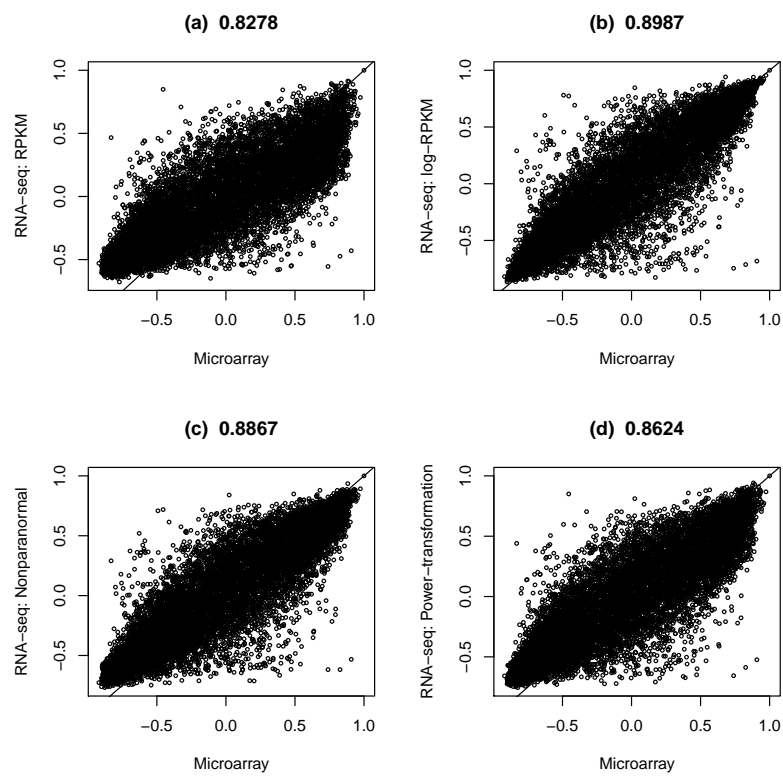 (a) 0.8278
RNA−seq: RPKM
1.0
0.5
0.0
−0.5
−0.5 0.0 0.5 1.0
Microarray
(b) 0.8987
RNA−seq: log−RPKM
1.0
0.5
0.0
−0.5
−0.5 0.0 0.5 1.0
Microarray
(c) 0.8867
RNA−seq: Nonparanormal
1.0
0.5
0.0
−0.5
−0.5 0.0 0.5 1.0
Microarray
(d) 0.8624
RNA−seq: Power−transformation
1.0
0.5
0.0
−0.5
−0.5 0.0 0.5 1.0
Microarray